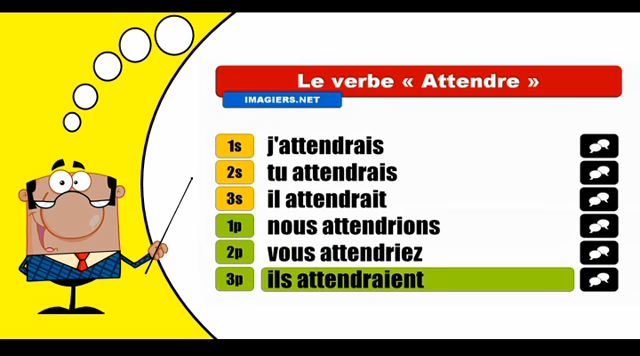 Le verbe « Attendre »
IMAGIERS.NET
1s j'attendrais
2s tu attendrais
3s il attendrait
1p nous attendrions
2p vous attendriez
3p ils attendraient